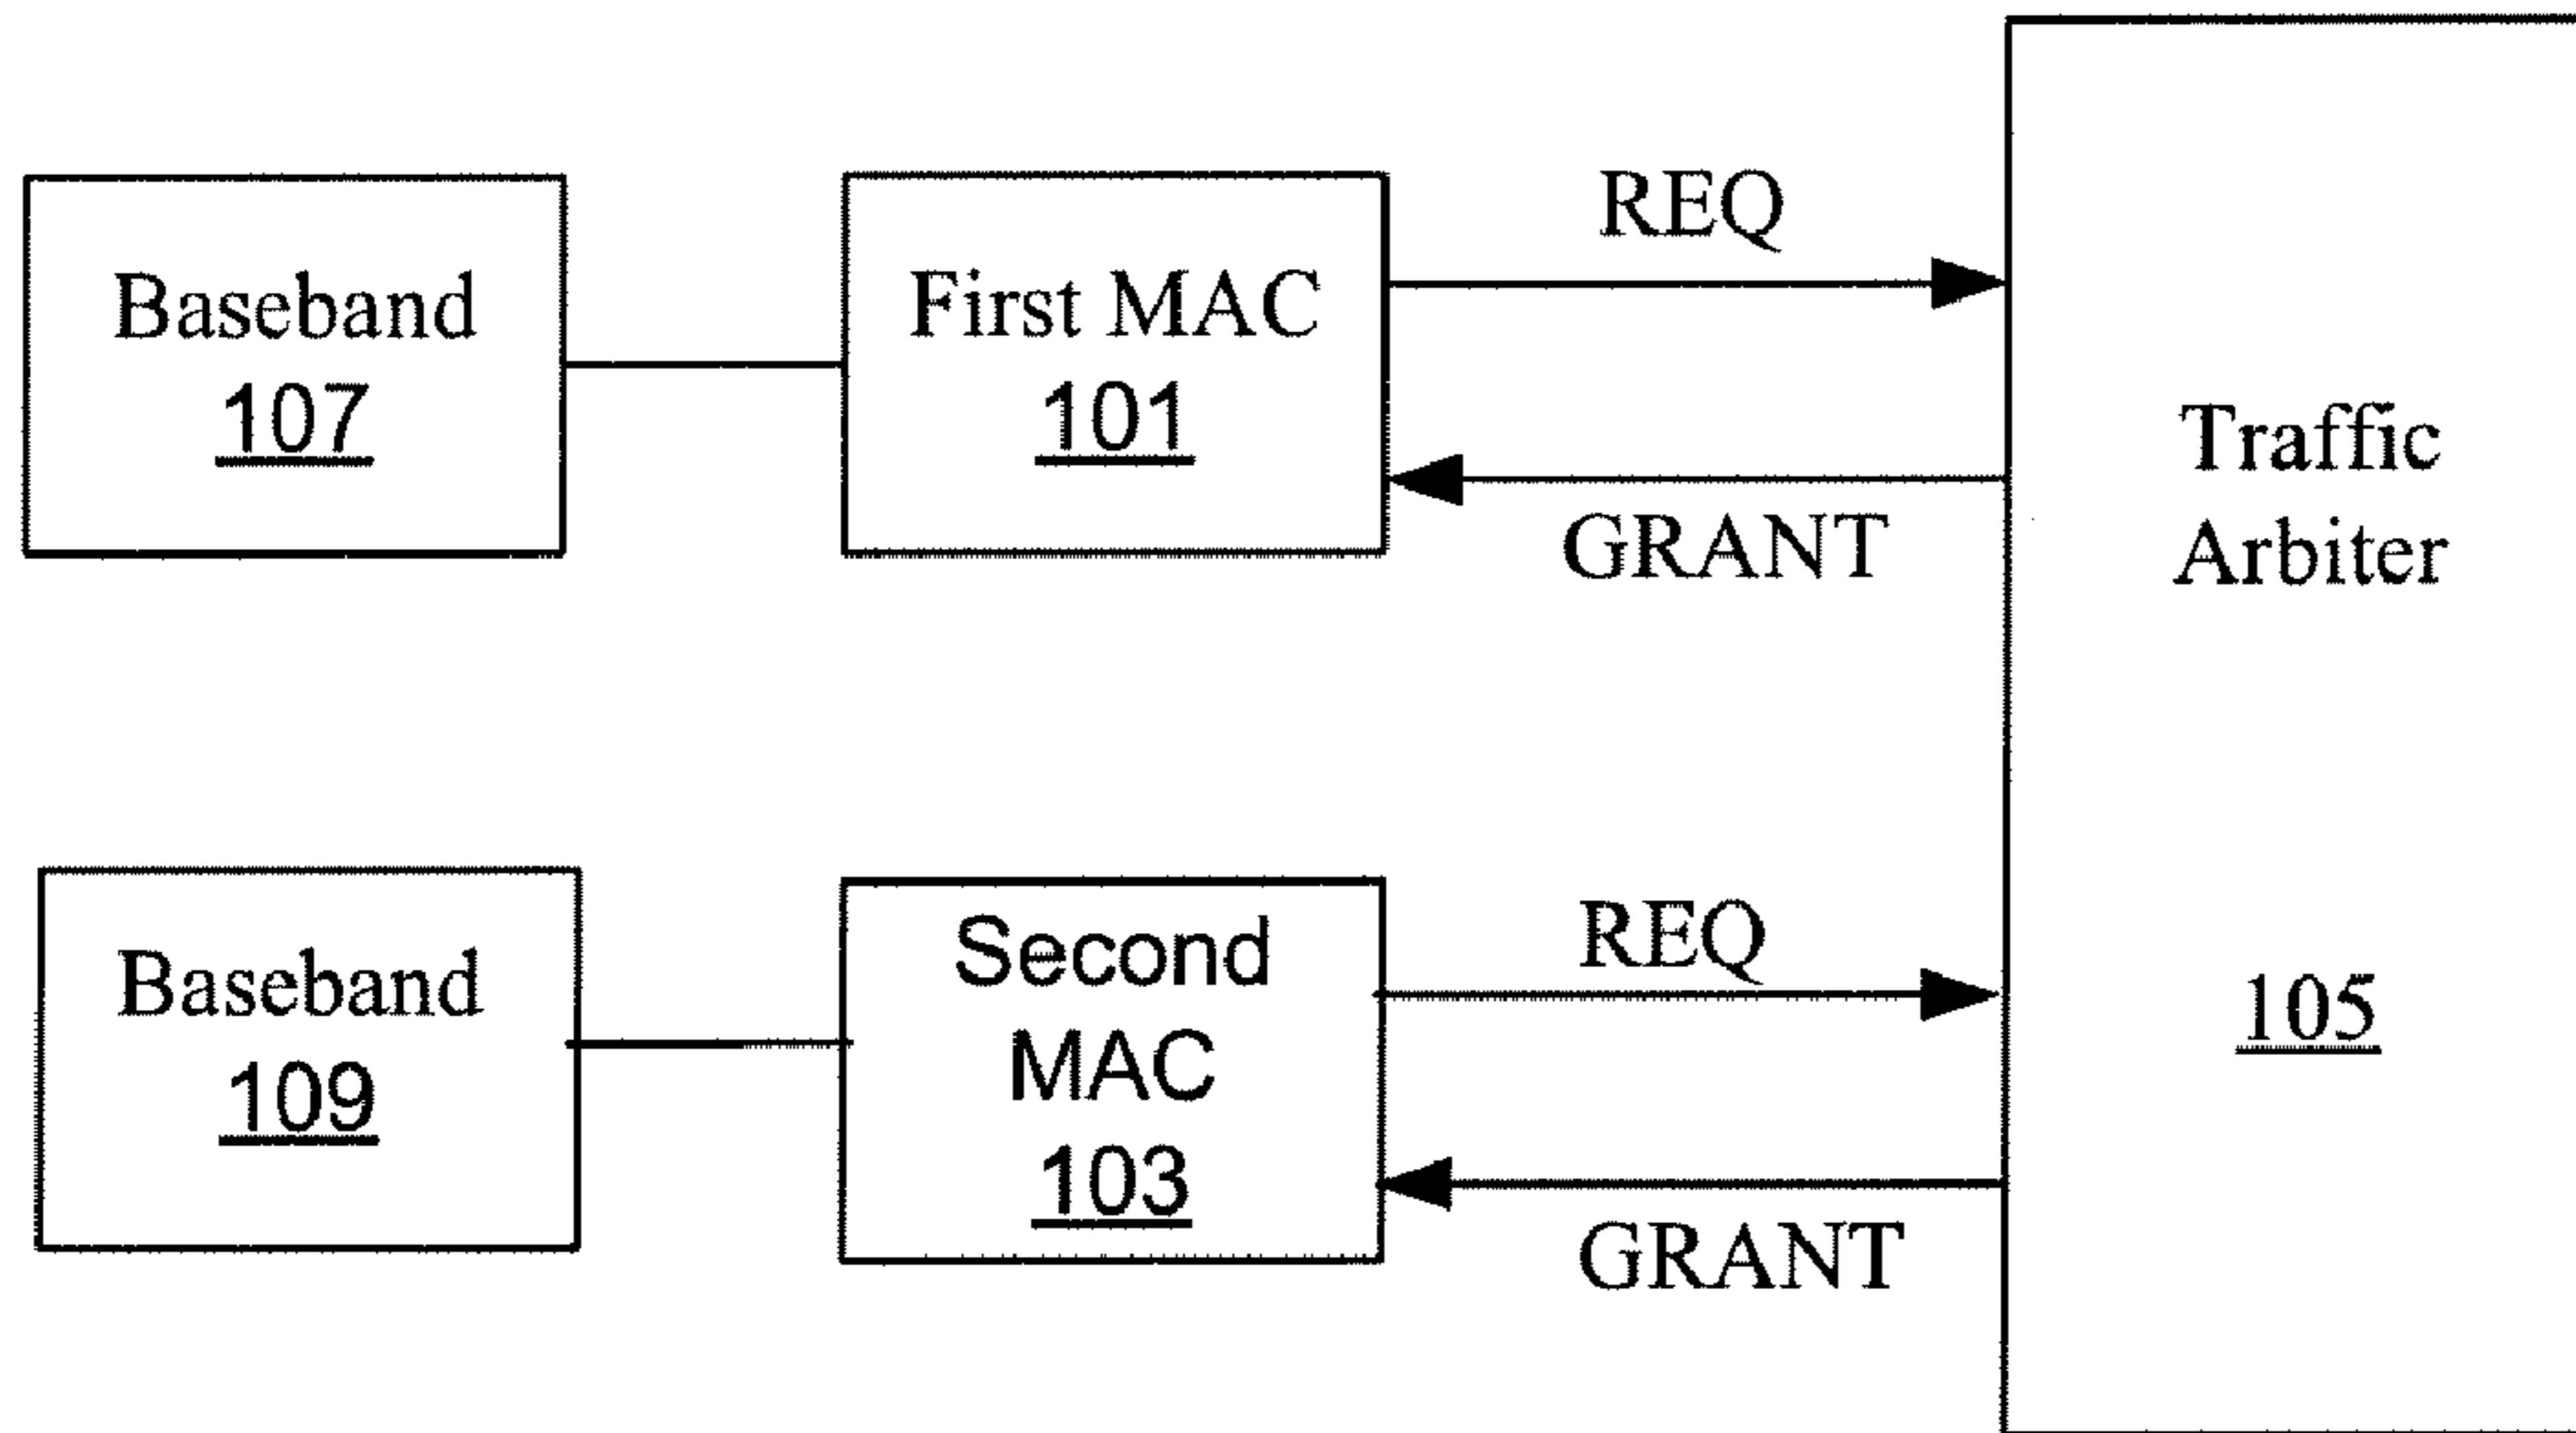 Baseband
107
First MAC
101
REQ
GRANT
Traffic
Arbiter
105
Baseband
109
Second
MAC
103
REQ
GRANT